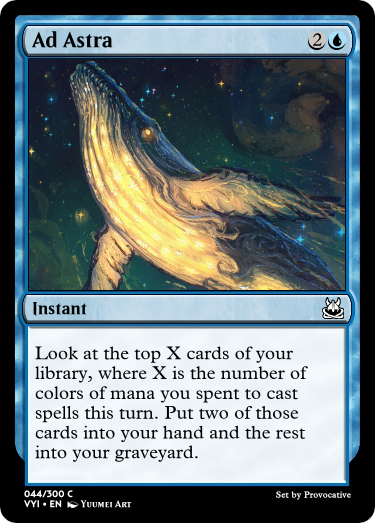 Ad Astra 2
Instant
Look at the top X cards of your
library, where X is the number of
colors of mana you spent to cast
spells this turn. Put two of those
cards into your hand and the rest
into your graveyard.
044/300 C
VYI • EN Yuumei Art
Set by Provocative